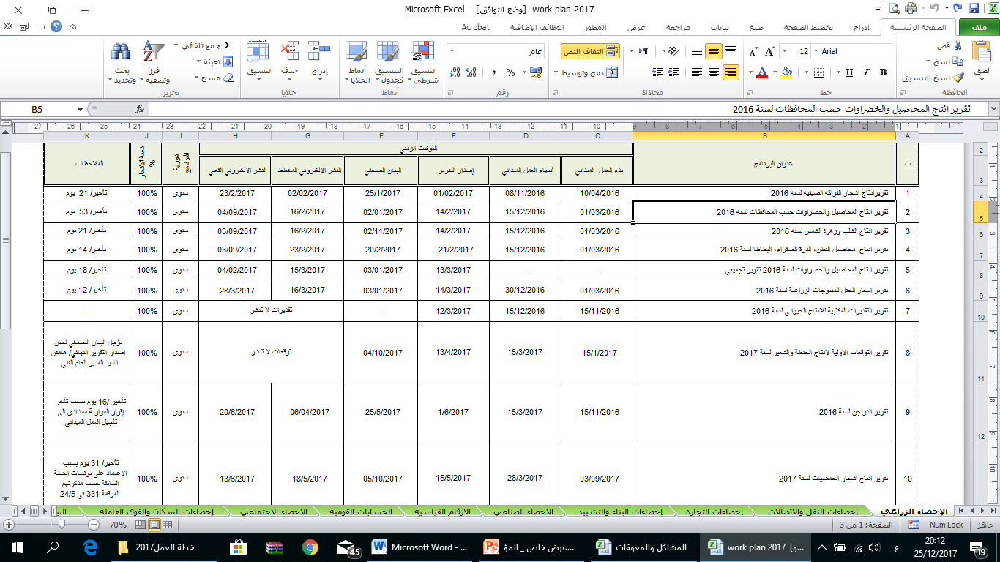 Microsoft Excel - [وضع التوافق] work plan 2017
ملف
الصفحة الرئيسية
إدراج
تخطيط الصفحة
صيغ
بيانات
مراجعة
عرض
المطور
الوظائف الإضافية
Acrobat
لصق
قص
نسخ
نسخ التنسيق
الحافظة
Arial
12
B I U
خط
التفاف النص
دمج وتوسيط
محاذاة
عام
رقم
تنسيق شرطي
التنسيق كجدول
أنماط الخلايا
أنماط
إدراج
حذف
تنسيق
خلايا
جمع تلقائي
تعبئة
مسح
فرز وتصفية
بحث وتحديد
تحرير
B5
تقرير انتاج المحاصيل والخضراوات حسب المحافظات لسنة 2016
A B C D E F G H I J K
ت
عنوان البرنامج
التوقيت الزمني
بدء العمل الميداني
أنتهاء العمل الميداني
إصدار التقرير
البيان الصحفي
النشر الالكتروني المخطط
النشر الالكتروني الفعلي
دورية البرنامج
نسبة الانجاز %
الملاحظات
1 تقريرانتاج اشجار الفواكه الصيفية لسنة 2016 10/04/2016 08/11/2016 01/02/2017 25/1/2017 02/02/2017 23/2/2017 سنوى 100% تأخير/ 21 يوم
2 تقرير انتاج المحاصيل والخضراوات حسب المحافظات لسنة 2016 01/03/2016 15/12/2016 14/2/2017 02/01/2017 16/2/2017 04/09/2017 سنوى 100% تأخير/ 53 يوم
3 تقرير انتاج الشلب وزهرة الشمس لسنة 2016 01/03/2016 15/12/2016 14/2/2017 02/11/2017 16/2/2017 03/09/2017 سنوى 100% تأخير/ 21 يوم
4 تقرير انتاج محاصيل القطن، الذرة الصفراء، البطاطا لسنة 2016 01/03/2016 15/12/2016 21/2/2017 20/2/2017 23/2/2017 03/09/2017 سنوى 100% تأخير/ 14 يوم
5 تقرير انتاج المحاصيل والخضراوات لسنة 2016 تقرير تجميعي - - 13/3/2017 03/01/2017 15/3/2017 04/02/2017 سنوى 100% تأخير/ 18 يوم
6 تقرير اسعار الحقل للمنتوجات الزراعية لسنة 2016 01/03/2016 30/12/2016 14/3/2017 03/01/2017 16/3/2017 28/3/2017 سنوى 100% تأخير/ 12 يوم
7 تقرير التقديرات المكتبية للانتاج الحيواني لسنة 2016 15/11/2016 15/12/2016 12/3/2017 - تقديرات لا تنشر سنوى 100% -
8 تقرير التوقعات الاولية لانتاج الحنطة والشعير لسنة 2017 15/1/2017 15/3/2017 13/4/2017 04/10/2017 توقعات لا تنشر سنوى 100%
يؤجل البيان الصحفي لحين
اصدار التقرير النهائي/ هامش
السيد المدير العام الفني
9 تقرير الدواجن لسنة 2016 15/11/2016 15/3/2017 1/6/2017 25/5/2017 06/04/2017 20/6/2017 سنوى 100%
تأخير /16 يوم بسبب تأخر
إقرار الموازنة مما ادى الى
تأجيل العمل الميداني.
10 تقرير انتاج اشجار الحمضيات لسنة 2017 03/09/2017 28/3/2017 15/5/2017 05/10/2017 18/5/2017 13/6/2017 سنوى 100%
تأخير/ 31 يوم بسبب
الاعتماد على توقيتات الخطة
السابقة حسب مذكرتهم
المرقمة 331 في 24/5
الإحصاء الزراعي
إحصاءات النقل والاتصالات
إحصاءات التجارة
إحصاءات البناء والتشييد
الاحصاء الصناعي
الارقام القياسية
الحسابات القومية
الاحصاء الاجتماعي
إحصاءات السكان والقوى العاملة
جاهز
Num Lock
الصفحة: 1 من 3
70%
خطة العمل2017
45
Microsoft Word - ...
عرض خاص _ المؤ...
المشاكل والمعوقات
work plan 2017 [و...
ع
20:12
25/12/2017
19